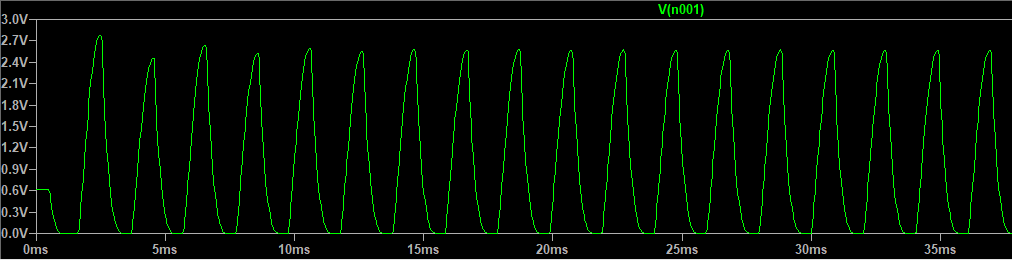 V(n001)
3.0V
2.7V
2.4V
2.1V
1.8V
1.5V
1.2V
0.9V
0.6V
0.3V
0.0V
0ms 5ms 10ms 15ms 20ms 25ms 30ms 35ms